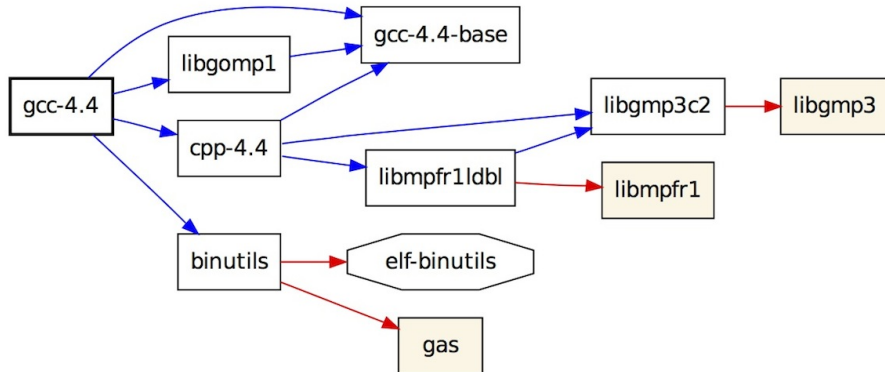 gcc-4.4-base
libgomp1
gcc-4.4
libgmp3c2
libgmp3
cpp-4.4
libmpfr1ldbl
libmpfr1
binutils
elf-binutils
gas